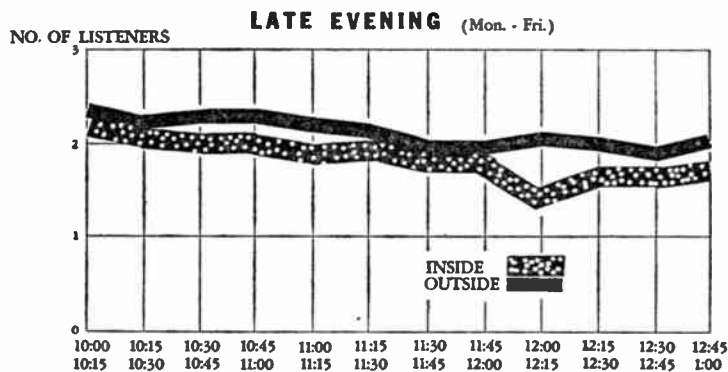 LATE EVENING (Mon. - Fri.)
NO. OF LISTENERS
3
2
1
INSIDE
OUTSIDE
0
10:00 10:15 10:30 10:45 11:00 11:15 11:30 11:45 12:00 12:15 12:30 12:45
10:15 10:30 10:45 11:00 11:15 11:30 11:45 12:00 12:15 12:30 12:45 1:00